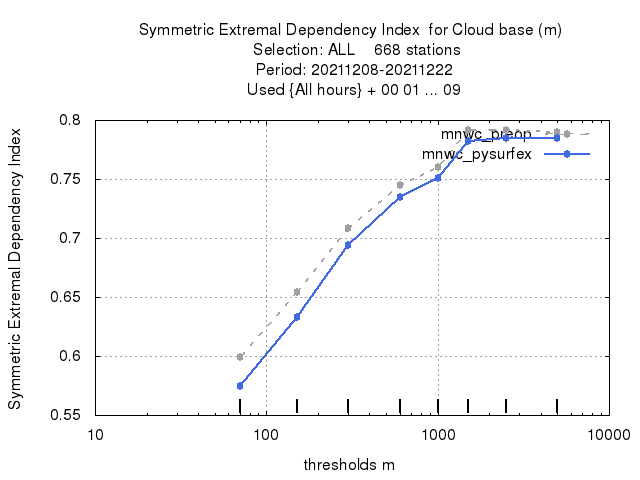 Symmetric Extremal Dependency Index  for Cloud base (m)
Selection: ALL    668 stations
Period: 20211208-20211222
Used {All hours} + 00 01 ... 09
Symmetric Extremal Dependency Index
0.8
0.75
0.7
0.65
0.6
0.55
mnwc_preop
mnwc_pysurfex
10
100
1000
10000
thresholds m